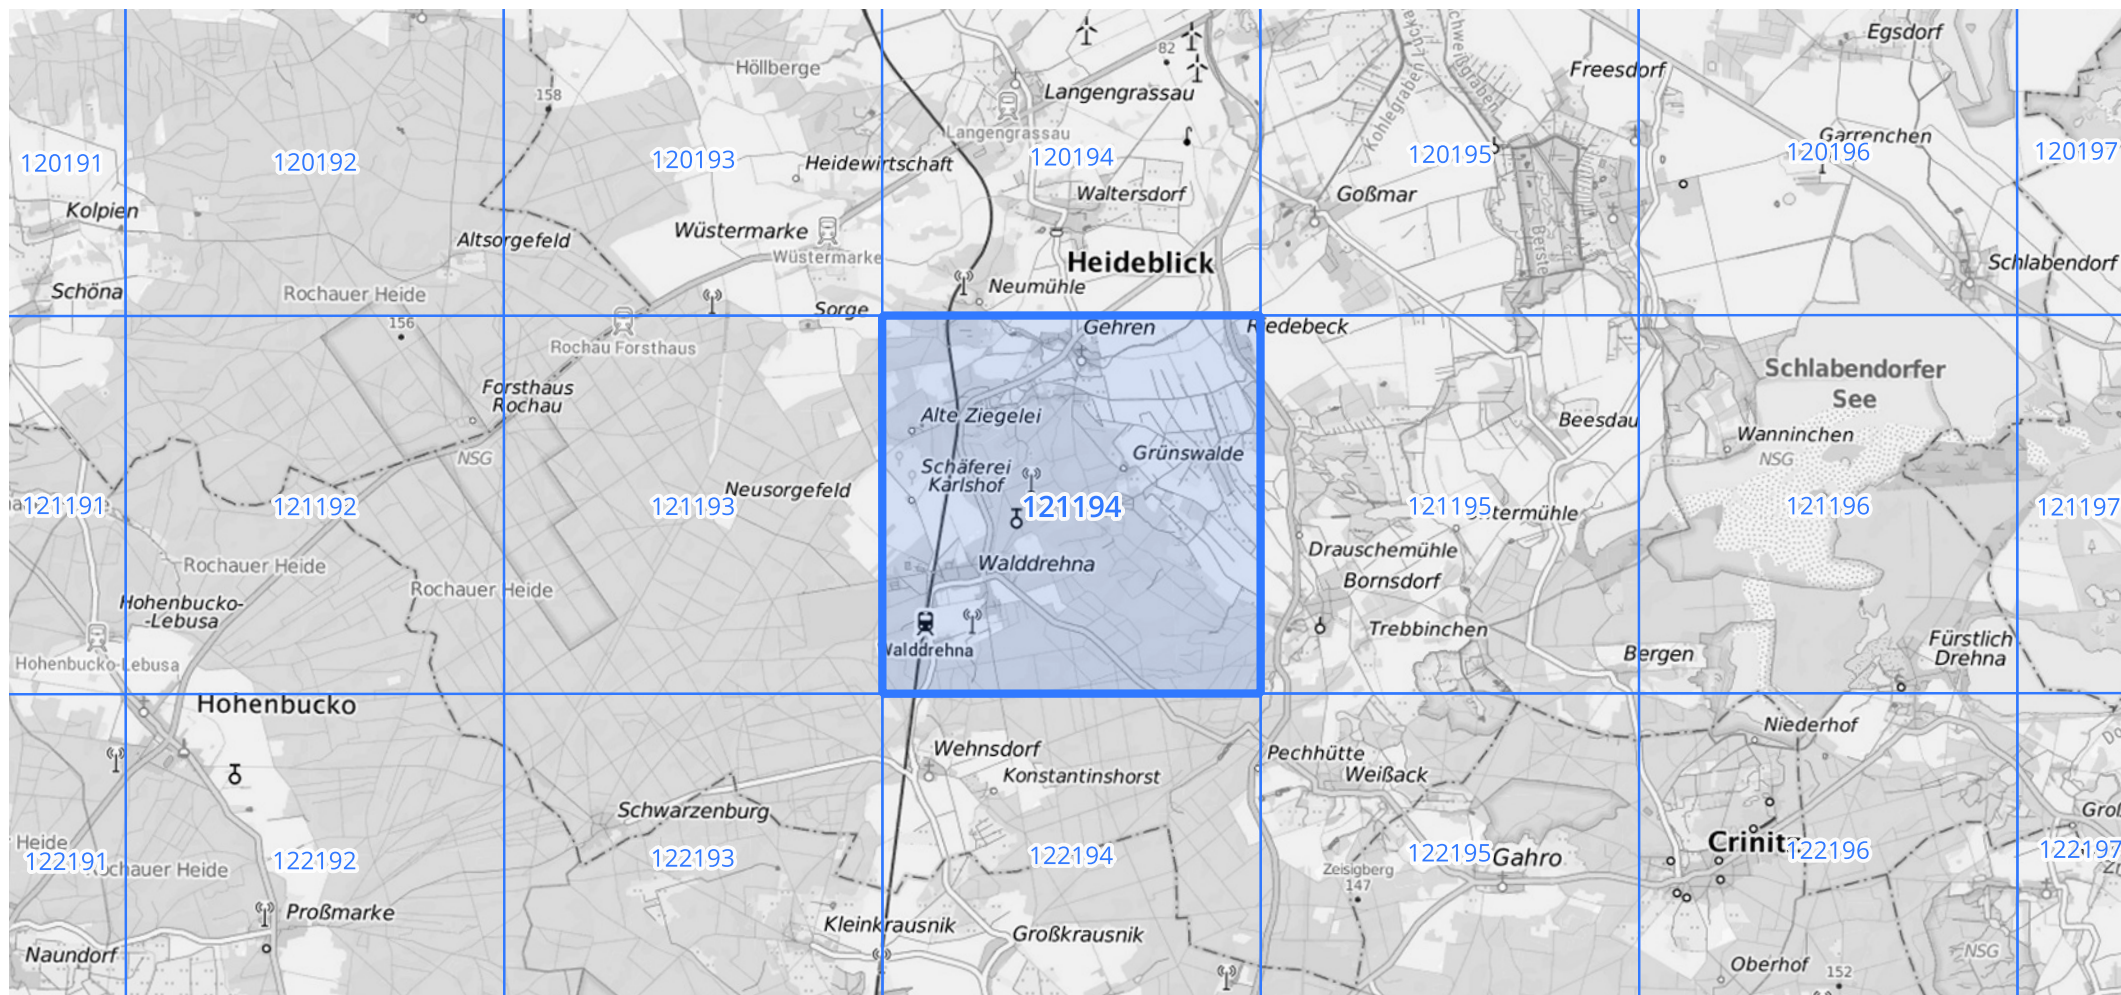 Egsdorf
Höllberge
82
Freesdorf
158
Langengrassau
Langengrassau
Kohlegraben
Garrenchen
120191
120192
120193
Heidewirtschaft
120194
120195
120196
120197
Kolpien
Waltersdorf
Goßmar
Altsorgefeld
Wüstermarke
Wüstermarke
Berste
Heideblick
Schlabendorf
Schöna
Rochauer Heide
Neumühle
Sorge
156
Gehren
Riedebeck
Rochau Forsthaus
Schlabendorfer
See
Forsthaus
Rochau
Alte Ziegelei
Beesdau
Wanninchen
NSG
NSG
Grünswalde
Schäferei
Karlshof
Neusorgefeld
121191
121192
121193
121194
121195
121196
121197
Drauschemühle
Rochauer Heide
Walddrehna
Bornsdorf
Rochauer Heide
Hohenbucko-
-Lebusa
Trebbinchen
Hohenbucko-Lebusa
Walddrehna
Bergen
Fürstlich
Drehna
Hohenbucko
Niederhof
Wehnsdorf
Pechhütte
Konstantinshorst
Weißack
Schwarzenburg
Heide
Crinitz
122191
122192
122193
122194
122195
Gahro
122196
122197
Rochauer Heide
Zeisigberg
147
Proßmarke
Kleinkrausnik
Großkrausnik
Naundorf
NSG
Oberhof
152